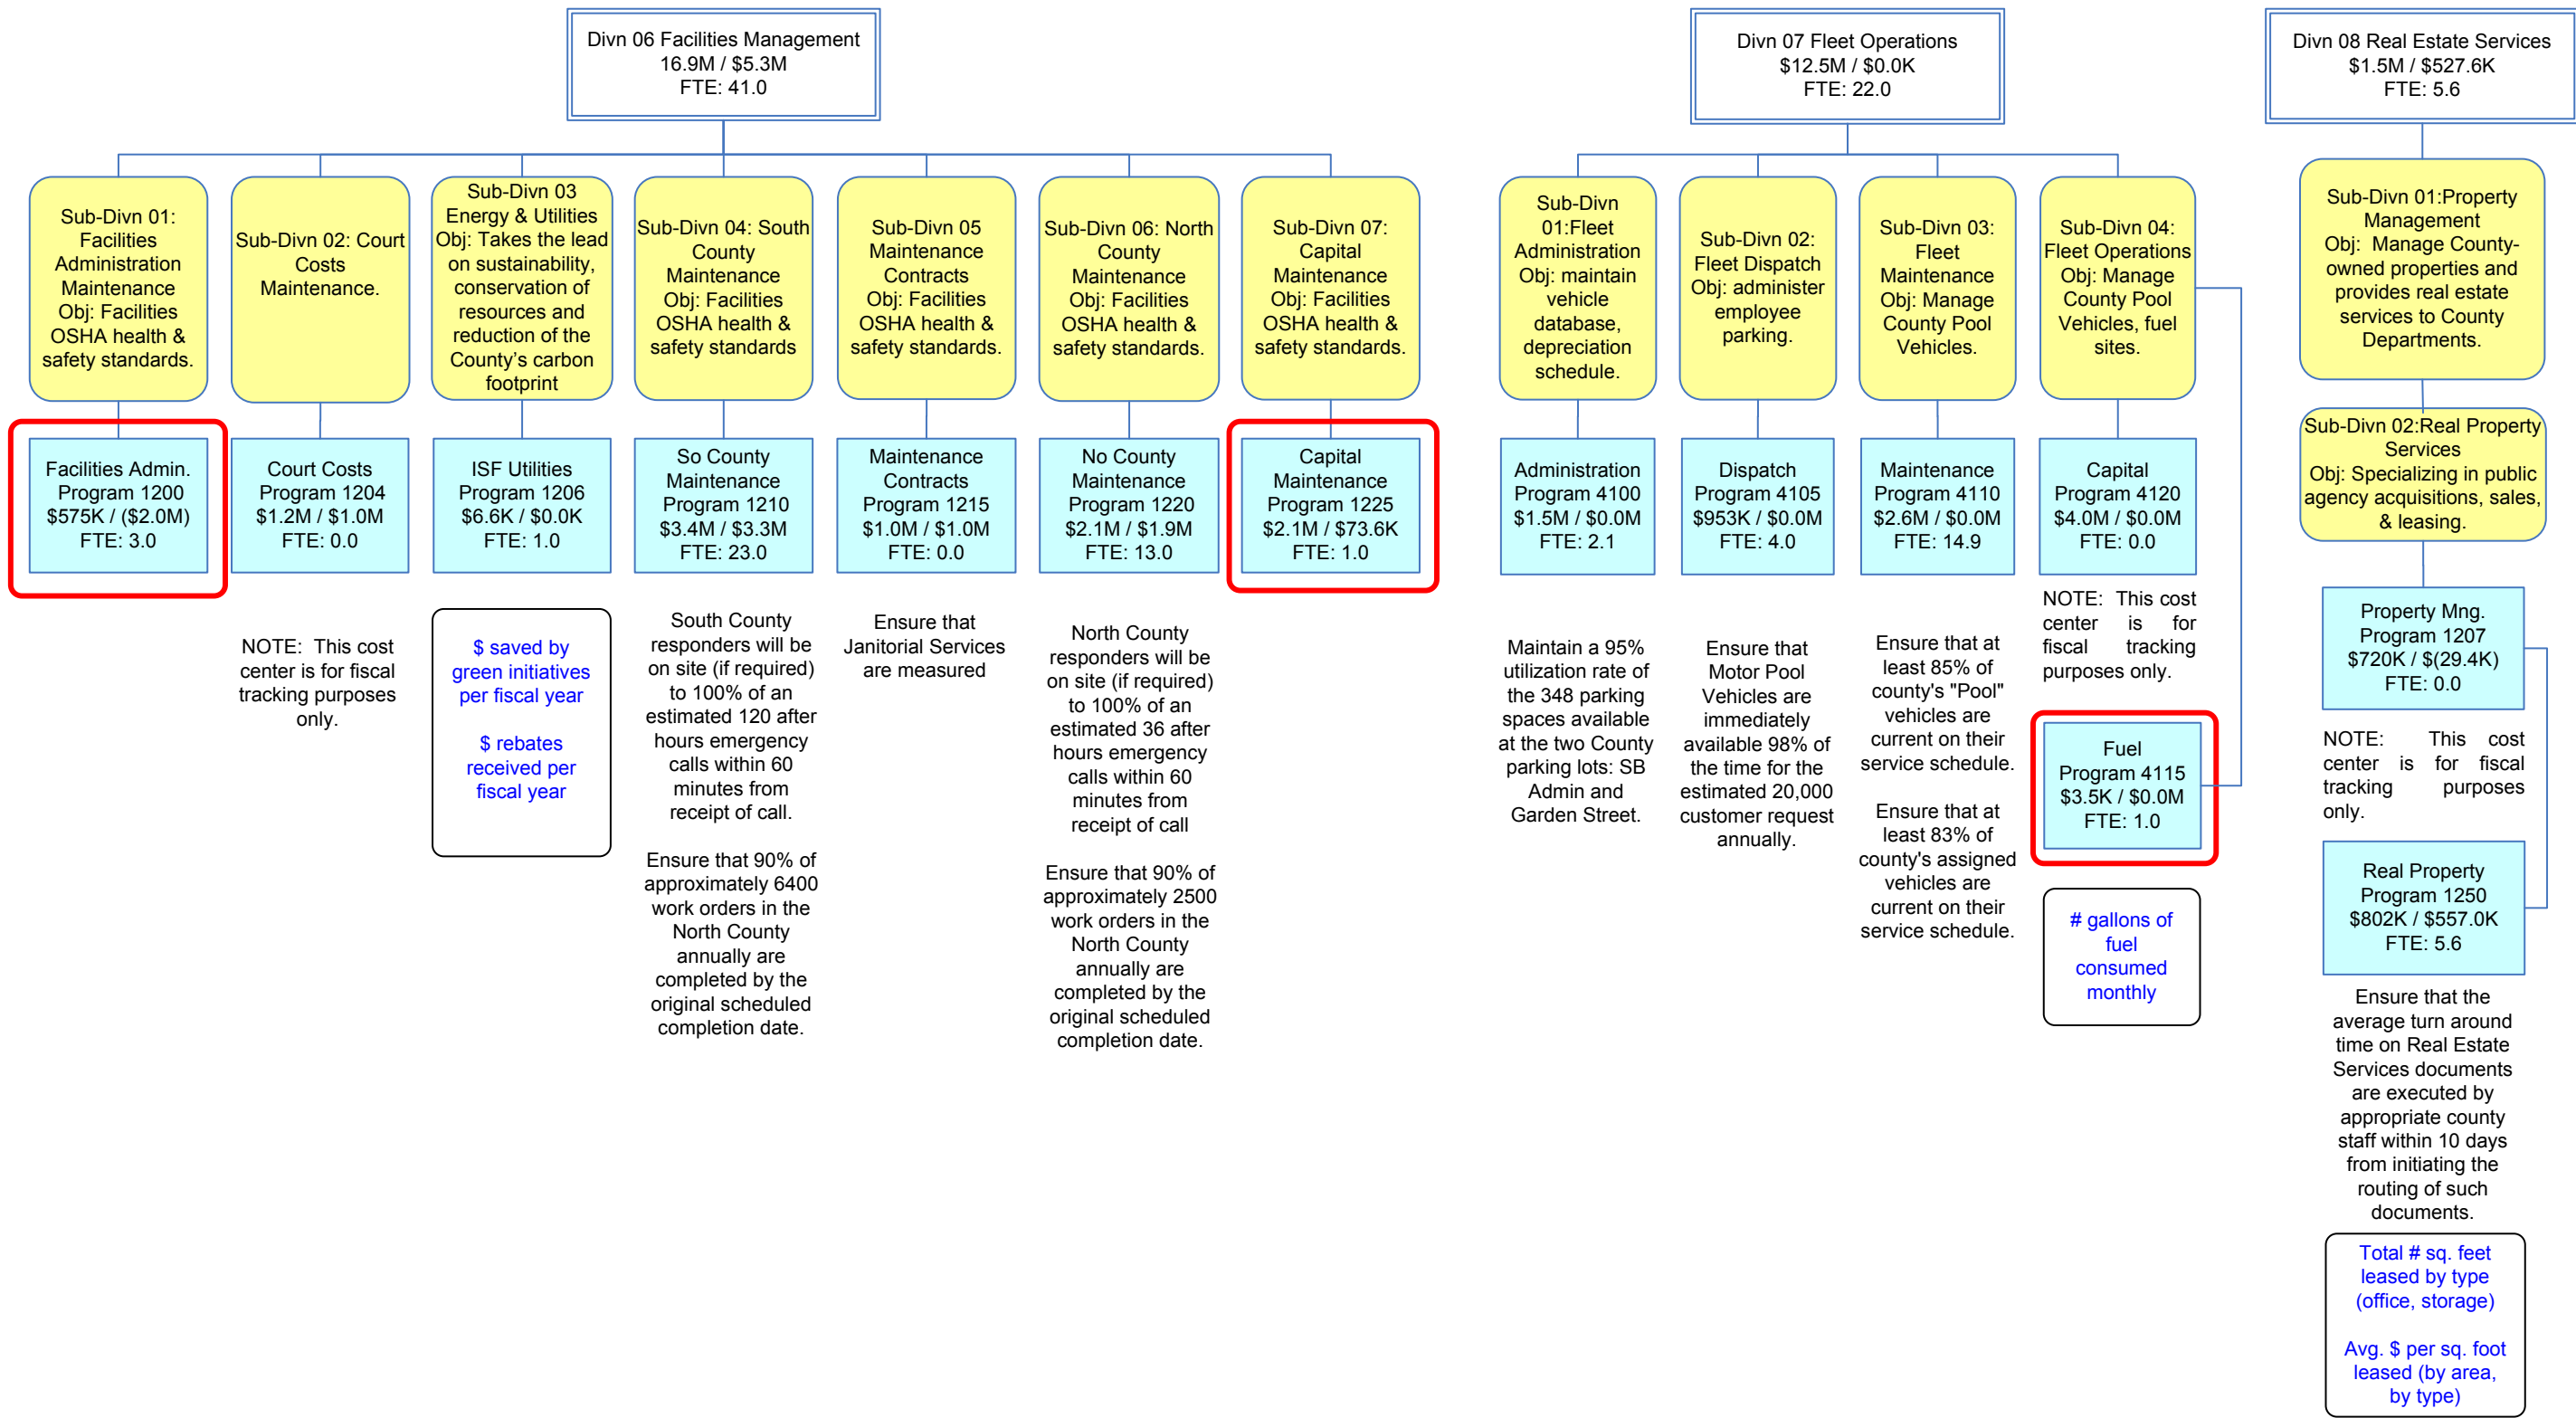 Divn 06 Facilities Management
16.9M / $5.3M
FTE: 41.0
Sub-Divn 01:
Facilities
Administration
Maintenance
Obj: Facilities
OSHA health &
safety standards.
Facilities Admin.
Program 1200
$575K / ($2.0M)
FTE: 3.0
Sub-Divn 02: Court
Costs
Maintenance.
Court Costs
Program 1204
$1.2M / $1.0M
FTE: 0.0
NOTE: This cost
center is for fiscal
tracking purposes
only.
Sub-Divn 03
Energy & Utilities
Obj: Takes the lead
on sustainability,
conservation of
resources and
reduction of the
County's carbon
footprint
ISF Utilities
Program 1206
$6.6K / $0.0K
FTE: 1.0
$ saved by
green initiatives
per fiscal year
$ rebates
received per
fiscal year
Sub-Divn 04: South
County
Maintenance
Obj: Facilities
OSHA health &
safety standards
So County
Maintenance
Program 1210
$3.4M / $3.3M
FTE: 23.0
South County
responders will be
on site (if required)
to 100% of an
estimated 120 after
hours emergency
calls within 60
minutes from
receipt of call.
Ensure that 90% of
approximately 6400
work orders in the
North County
annually are
completed by the
original scheduled
completion date.
Sub-Divn 05
Maintenance
Contracts
Obj: Facilities
OSHA health &
safety standards.
Maintenance
Contracts
Program 1215
$1.0M / $1.0M
FTE: 0.0
Ensure that
Janitorial Services
are measured
Sub-Divn 06: North
County
Maintenance
Obj: Facilities
OSHA health &
safety standards.
No County
Maintenance
Program 1220
$2.1M / $1.9M
FTE: 13.0
North County
responders will be
on site (if required)
to 100% of an
estimated 36 after
hours emergency
calls within 60
minutes from
receipt of call
Ensure that 90% of
approximately 2500
work orders in the
North County
annually are
completed by the
original scheduled
completion date.
Sub-Divn 07:
Capital
Maintenance
Obj: Facilities
OSHA health &
safety standards.
Capital
Maintenance
Program 1225
$2.1M / $73.6K
FTE: 1.0
Divn 07 Fleet Operations
$12.5M / $0.0K
FTE: 22.0
Sub-Divn
01:Fleet
Administration
Obj: maintain
vehicle
database,
depreciation
schedule.
Administration
Program 4100
$1.5M / $0.0M
FTE: 2.1
Maintain a 95%
utilization rate of
the 348 parking
spaces available
at the two County
parking lots: SB
Admin and
Garden Street.
Sub-Divn 02:
Fleet Dispatch
Obj: administer
employee
parking.
Dispatch
Program 4105
$953K / $0.0M
FTE: 4.0
Ensure that
Motor Pool
Vehicles are
immediately
available 98% of
the time for the
estimated 20,000
customer request
annually.
Sub-Divn 03:
Fleet
Maintenance
Obj: Manage
County Pool
Vehicles.
Maintenance
Program 4110
$2.6M / $0.0M
FTE: 14.9
Ensure that at
least 85% of
county's "Pool"
vehicles are
current on their
service schedule.
Ensure that at
least 83% of
county's assigned
vehicles are
current on their
service schedule.
Sub-Divn 04:
Fleet Operations
Obj: Manage
County Pool
Vehicles, fuel
sites.
Capital
Program 4120
$4.0M / $0.0M
FTE: 0.0
NOTE: This cost
center is for
fiscal tracking
purposes only.
Fuel
Program 4115
$3.5K / $0.0M
FTE: 1.0
# gallons of
fuel
consumed
monthly
Divn 08 Real Estate Services
$1.5M / $527.6K
FTE: 5.6
Sub-Divn 01:Property
Management
Obj: Manage County-
owned properties and
provides real estate
services to County
Departments.
Sub-Divn 02:Real Property
Services
Obj: Specializing in public
agency acquisitions, sales,
& leasing.
Property Mng.
Program 1207
$720K / $(29.4K)
FTE: 0.0
NOTE: This cost
center is for fiscal
tracking purposes
only.
Real Property
Program 1250
$802K / $557.0K
FTE: 5.6
Ensure that the
average turn around
time on Real Estate
Services documents
are executed by
appropriate county
staff within 10 days
from initiating the
routing of such
documents.
Total # sq. feet
leased by type
(office, storage)
Avg. $ per sq. foot
leased (by area,
by type)